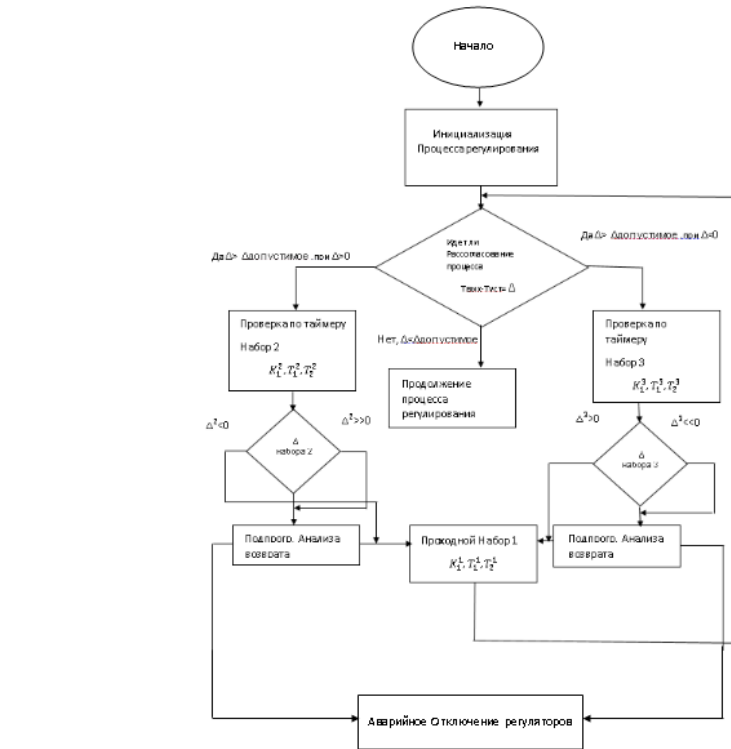 Начало
Инициализация
Процесса регулирования
Идет ли
Рассогласование
процесса
Да Δ> Δдопустимое .при Δ>0
Да Δ> Δдопустимое .при Δ<0
Проверка по таймеру
Набор 2
K₁², T₁², T₂²
Нет, Δ<Δдопустимое
Продолжение
процесса
регулирования
Проверка по
таймеру
Набор 3
K₁³, T₁³, T₂³
Δ²<0
Δ²>>0
Δ
набора 2
Δ³>0
Δ³<<0
Δ
набора 3
Подпрогр. Анализа
возврата
Проходной Набор 1
K₁¹, T₁¹, T₂¹
Подпрогр. Анализа
возврата
Аварийное Отключение регуляторов